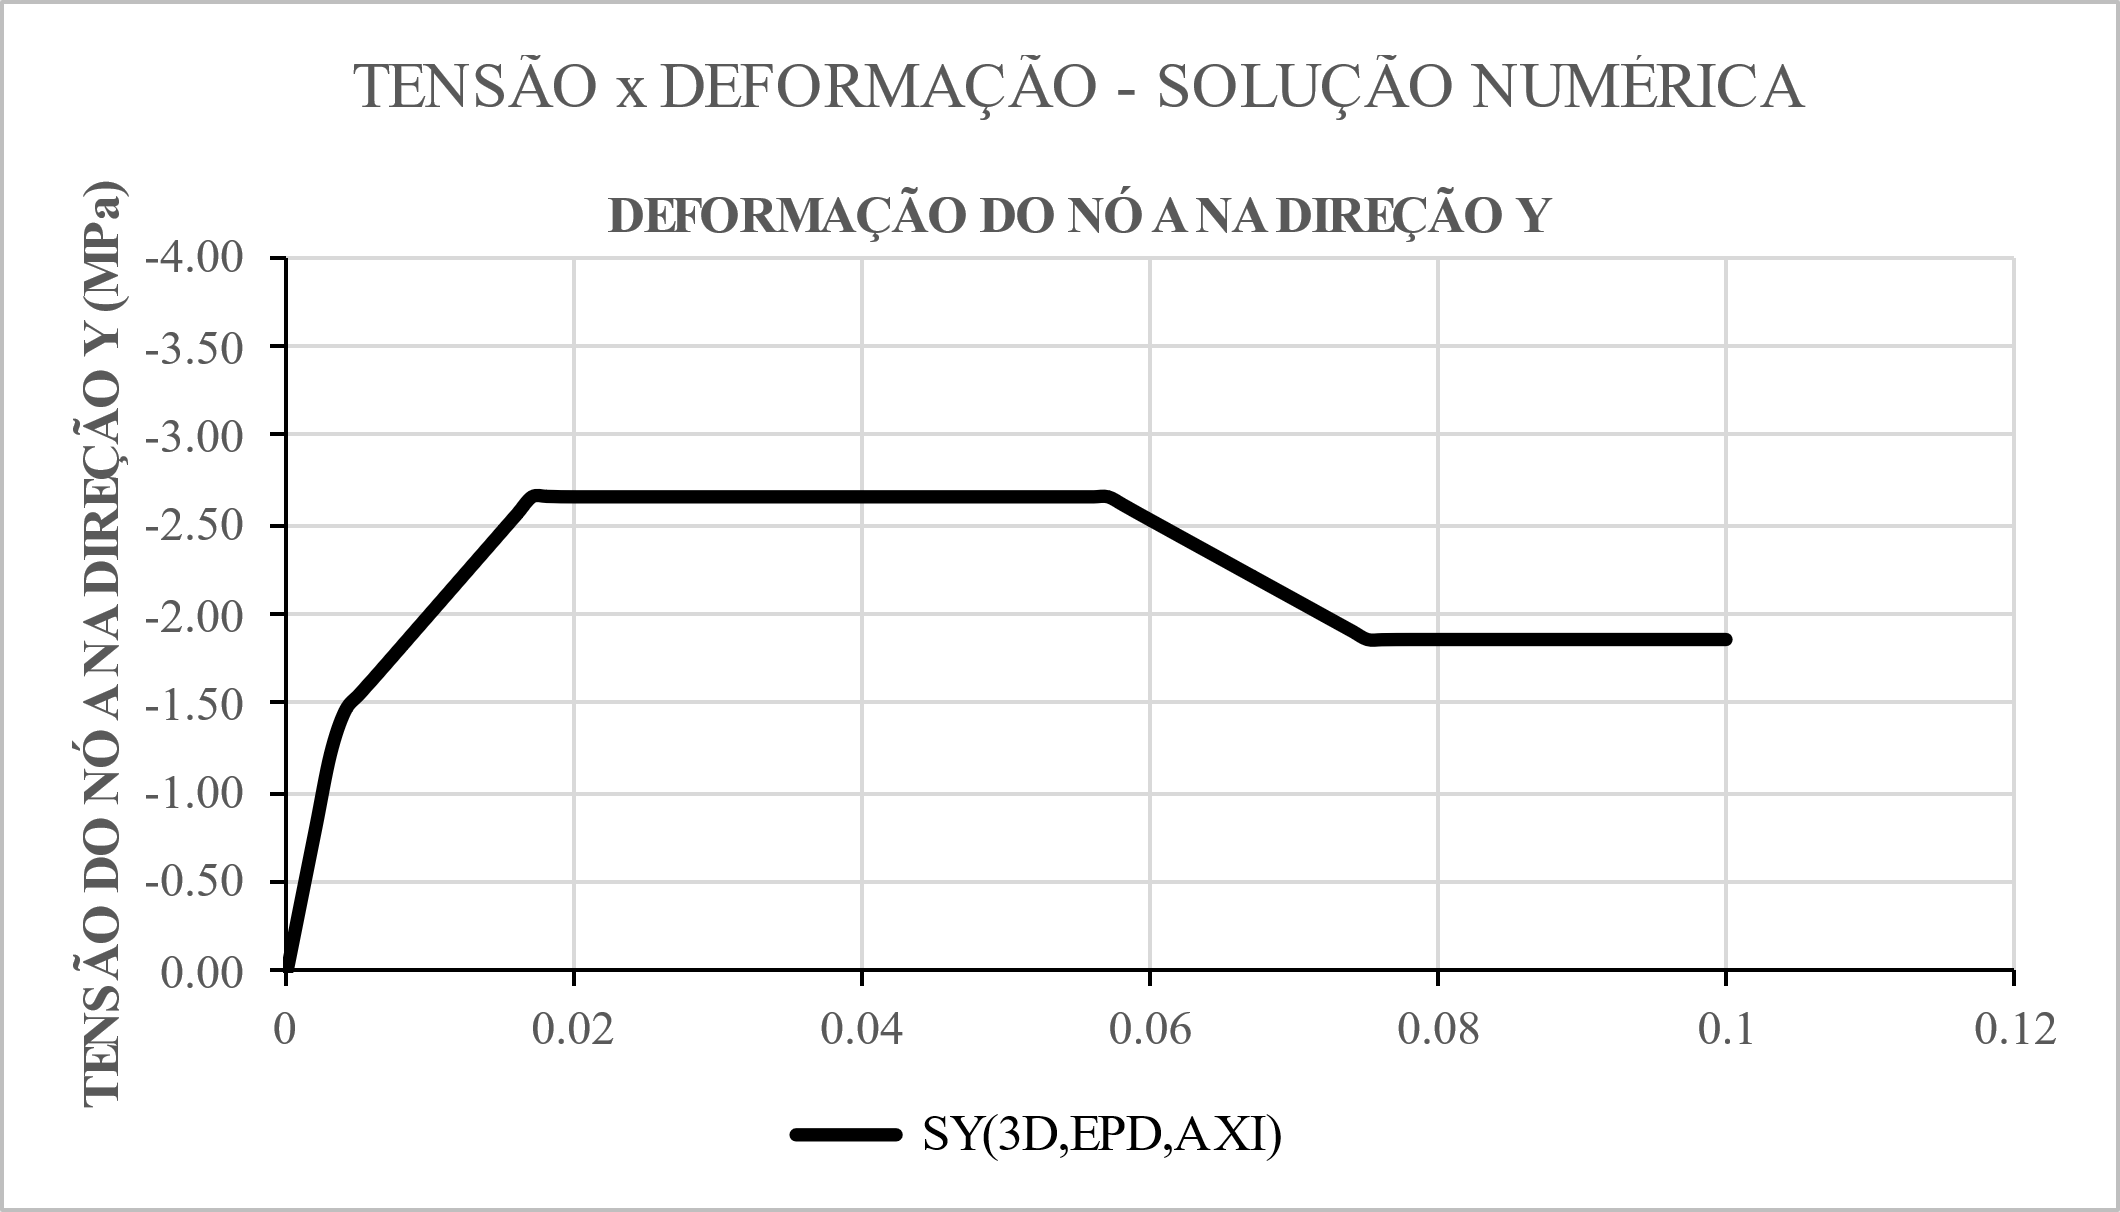 TENSÃO x DEFORMAÇÃO - SOLUÇÃO NUMÉRICA
DEFORMAÇÃO DO NÓ A NA DIREÇÃO Y
TENSÃO DO NÓ A NA DIREÇÃO Y (MPa)
-4.00
-3.50
-3.00
-2.50
-2.00
-1.50
-1.00
-0.50
0.00
0 0.02 0.04 0.06 0.08 0.1 0.12
SY(3D,EPD,AXI)